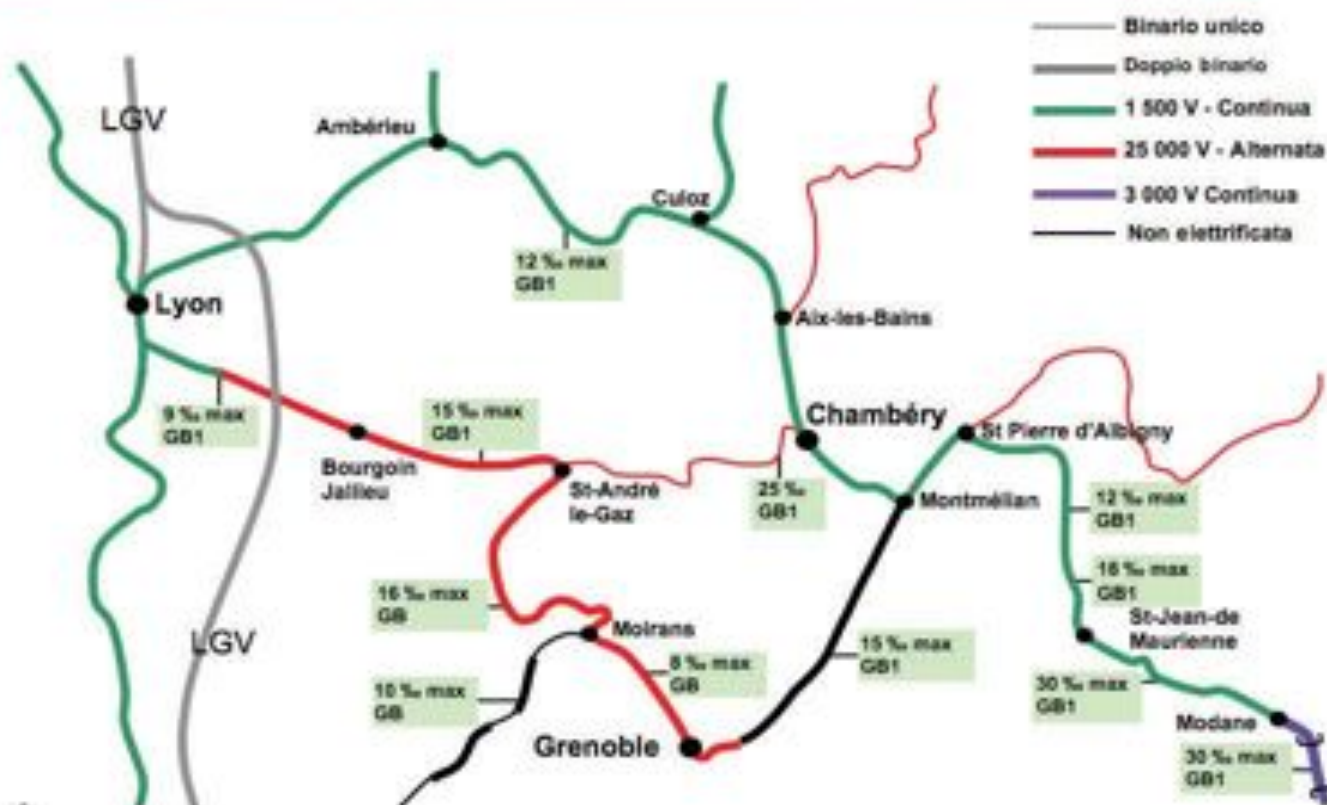 Binario unico
Doppio binario
1 500 V - Continua
25 000 V - Alternata
3 000 V Continua
Non elettrificata
LGV
Ambérieu
Culoz
12 ‰ max
GB1
Lyon
Aix-les-Bains
9 ‰ max
GB1
15 ‰ max
GB1
Chambéry
St Pierre d'Albigny
Bourgoin
Jallieu
St-André
le-Gaz
25 ‰
GB1
Montmélian
12 ‰ max
GB1
16 ‰ max
GB1
16 ‰ max
GB
St-Jean-de
Maurienne
LGV
Moirans
15 ‰ max
GB1
8 ‰ max
GB
10 ‰ max
GB
30 ‰ max
GB1
Modane
Grenoble
30 ‰ max
GB1